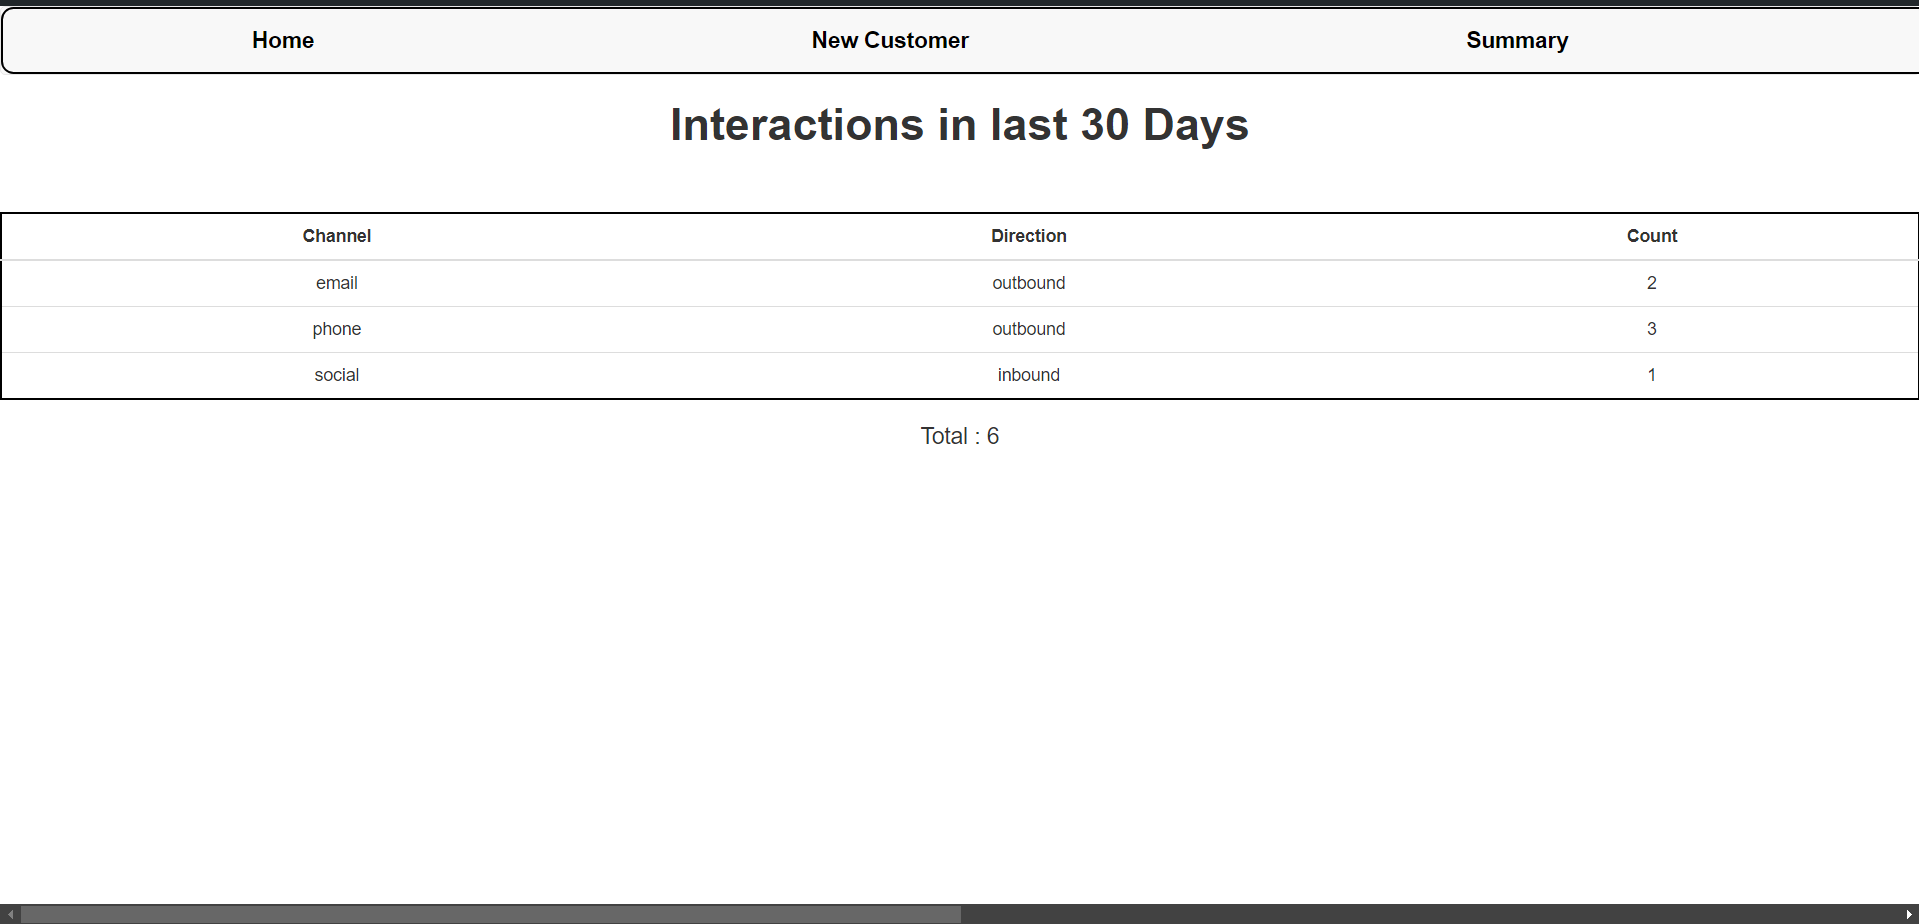 Home New Customer Summary
Interactions in last 30 Days
Channel Direction Count
email outbound 2
phone outbound 3
social inbound 1
Total : 6